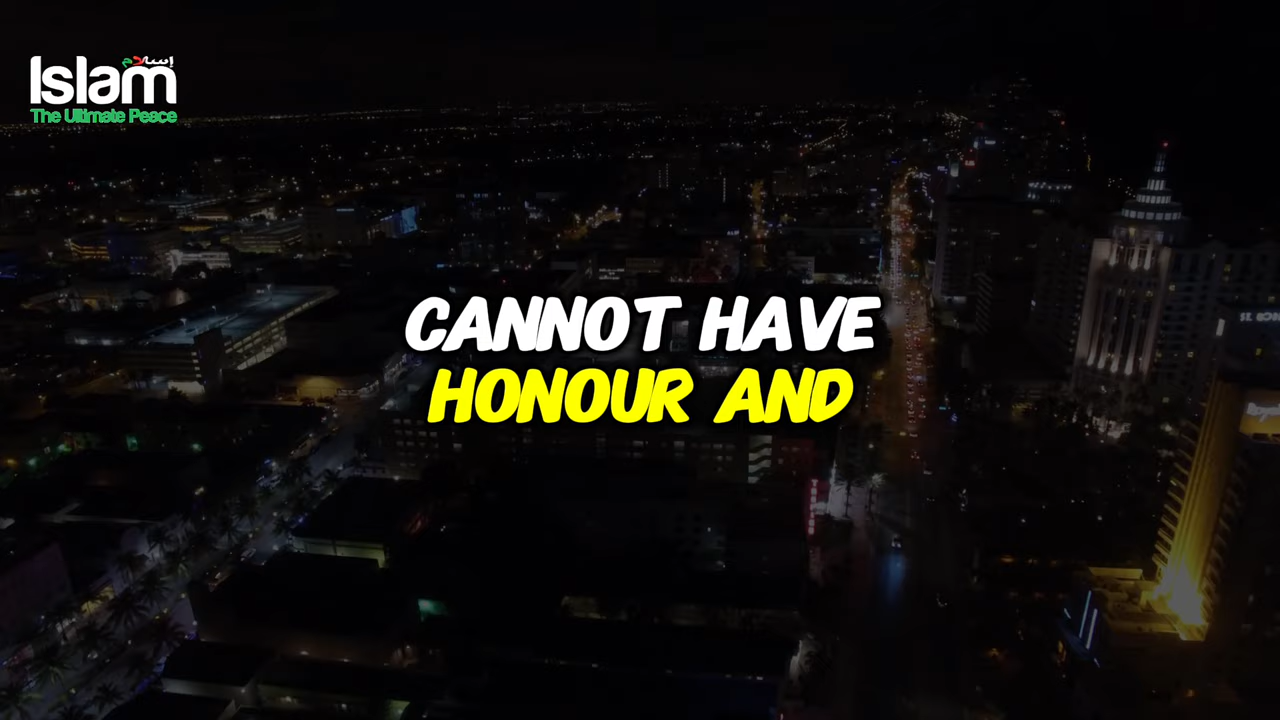 إسلام
Islam
The Ultimate Peace
CANNOT HAVE
HONOUR AND